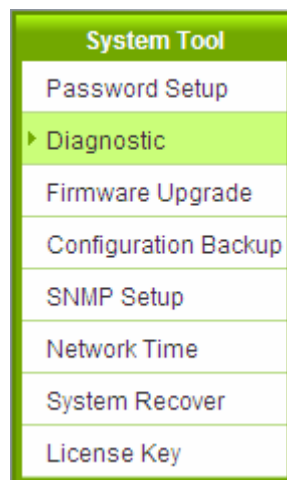 System Tool
Password Setup
Diagnostic
Firmware Upgrade
Configuration Backup
SNMP Setup
Network Time
System Recover
License Key